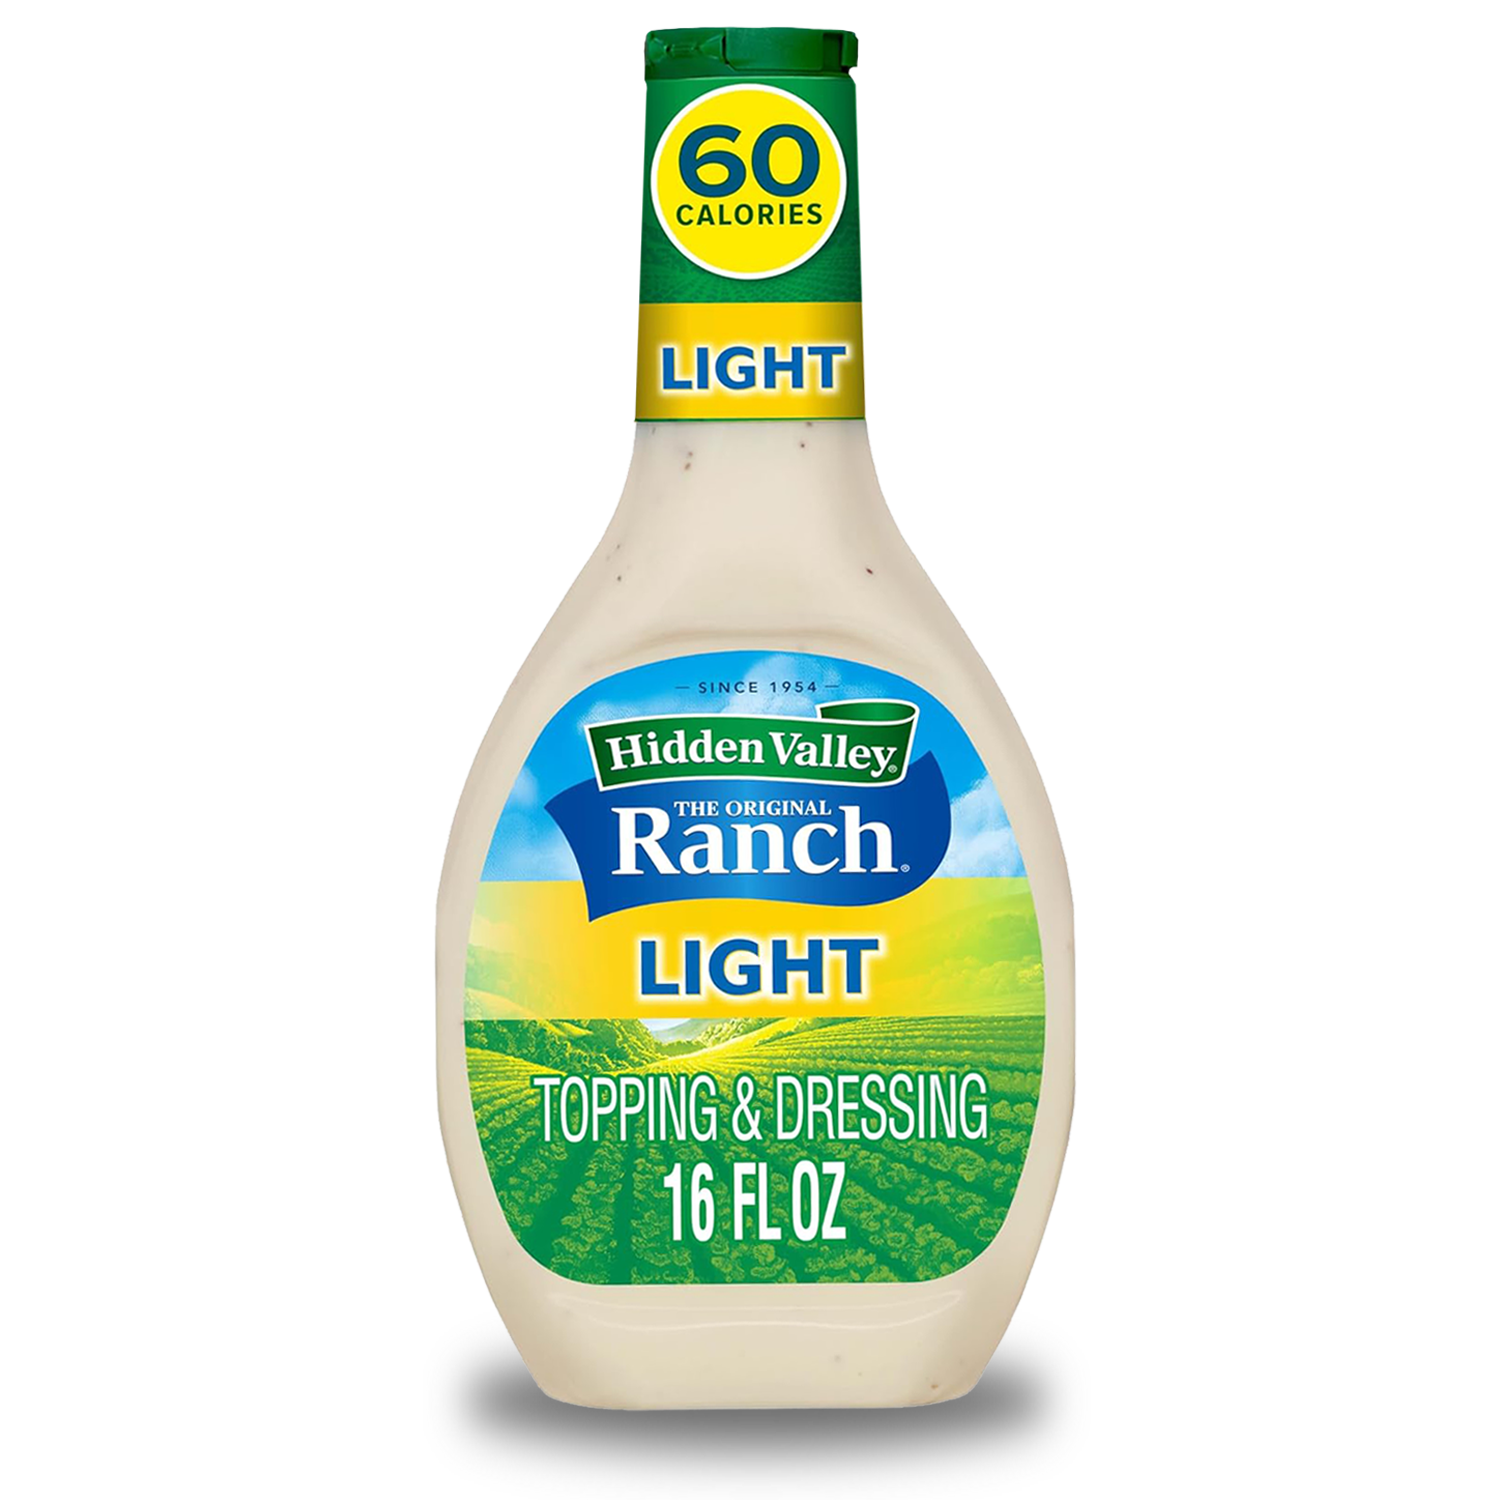 60
CALORIES
LIGHT
SINCE 1954
Hidden Valley®
THE ORIGINAL
Ranch®
LIGHT
TOPPING & DRESSING
16 FL OZ